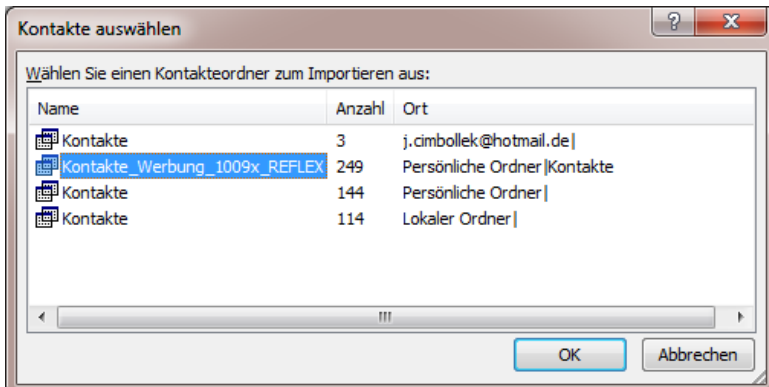 Kontakte auswählen
Wählen Sie einen Kontakteordner zum Importieren aus:
Name Anzahl Ort
Kontakte 3 j.cimbollek@hotmail.de|
Kontakte_Werbung_1009x_REFLEX 249 Persönliche Ordner|Kontakte
Kontakte 144 Persönliche Ordner|
Kontakte 114 Lokaler Ordner|
OK Abbrechen